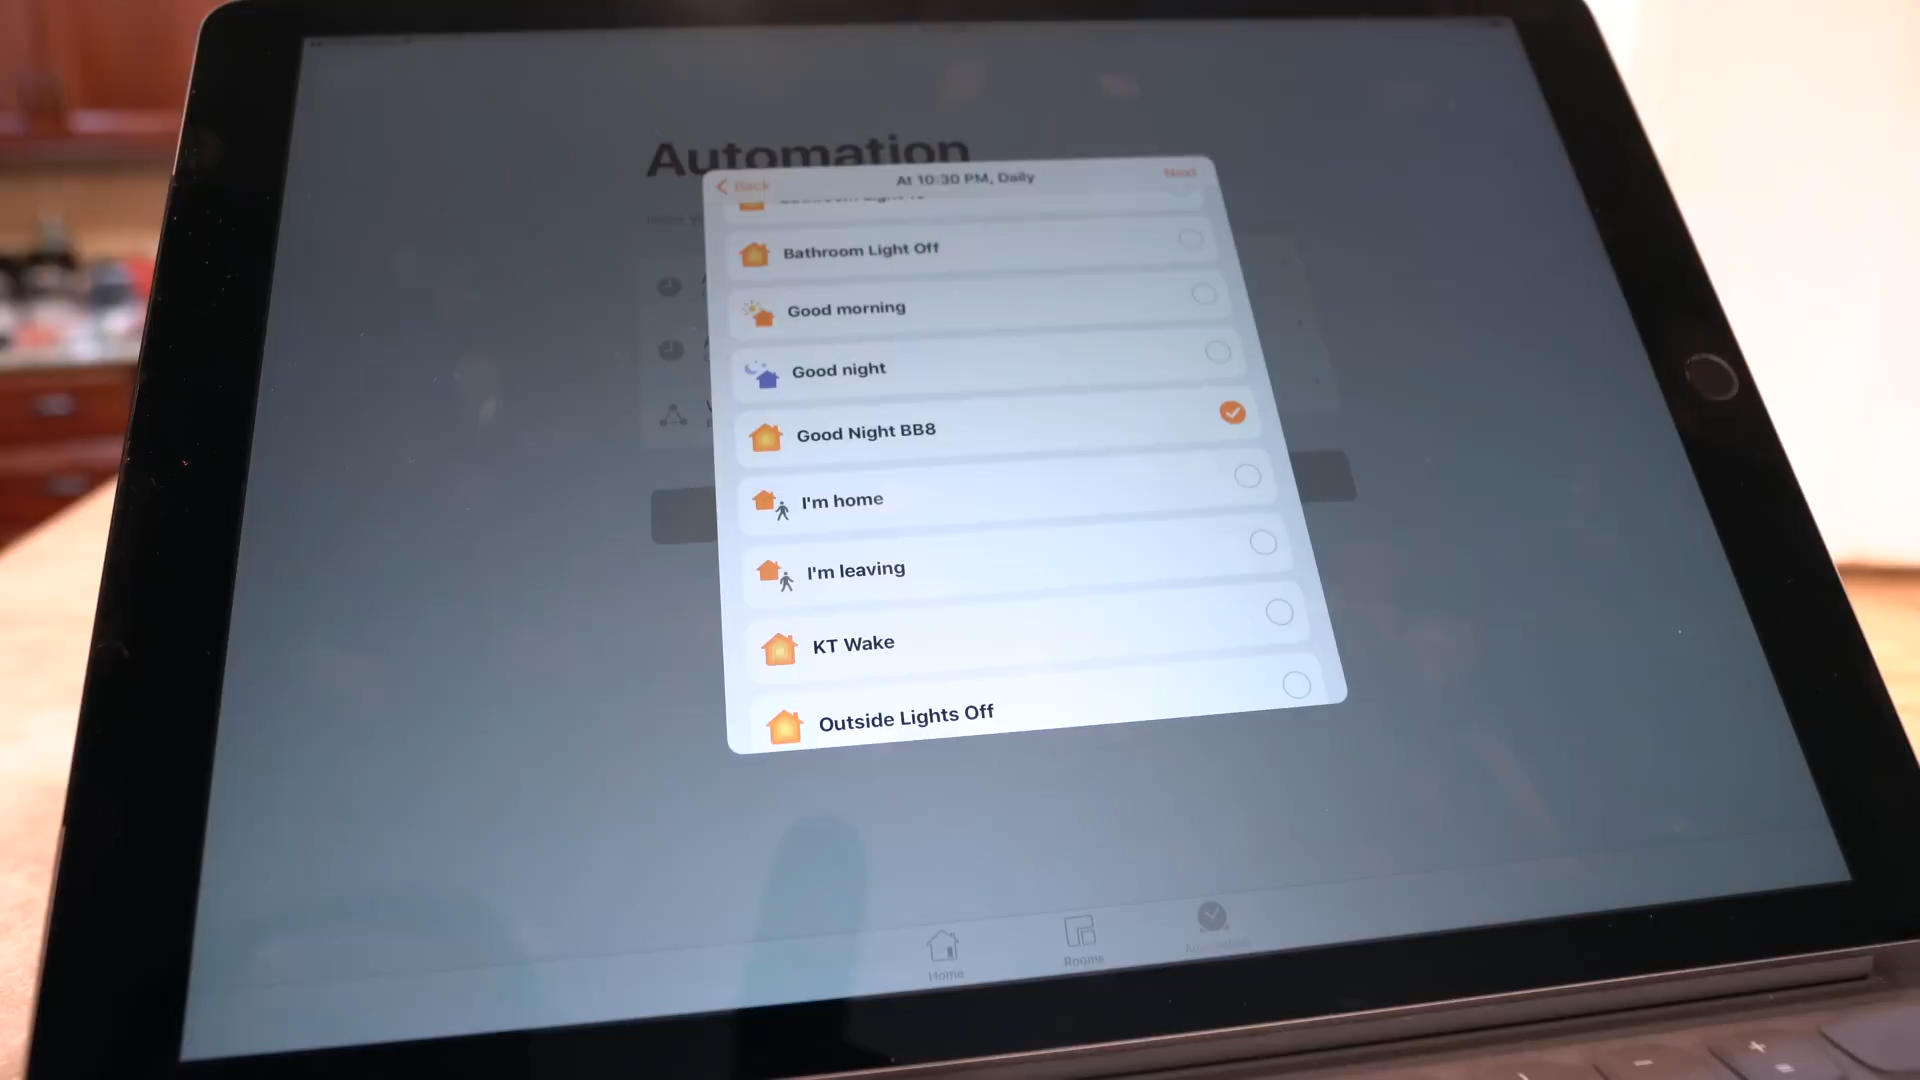 Automation
Back
At 10:30 PM, Daily
Next
Bathroom Light Off
Good morning
Good night
Good Night BB8
I'm home
I'm leaving
KT Wake
Outside Lights Off
Home
Rooms
Automation